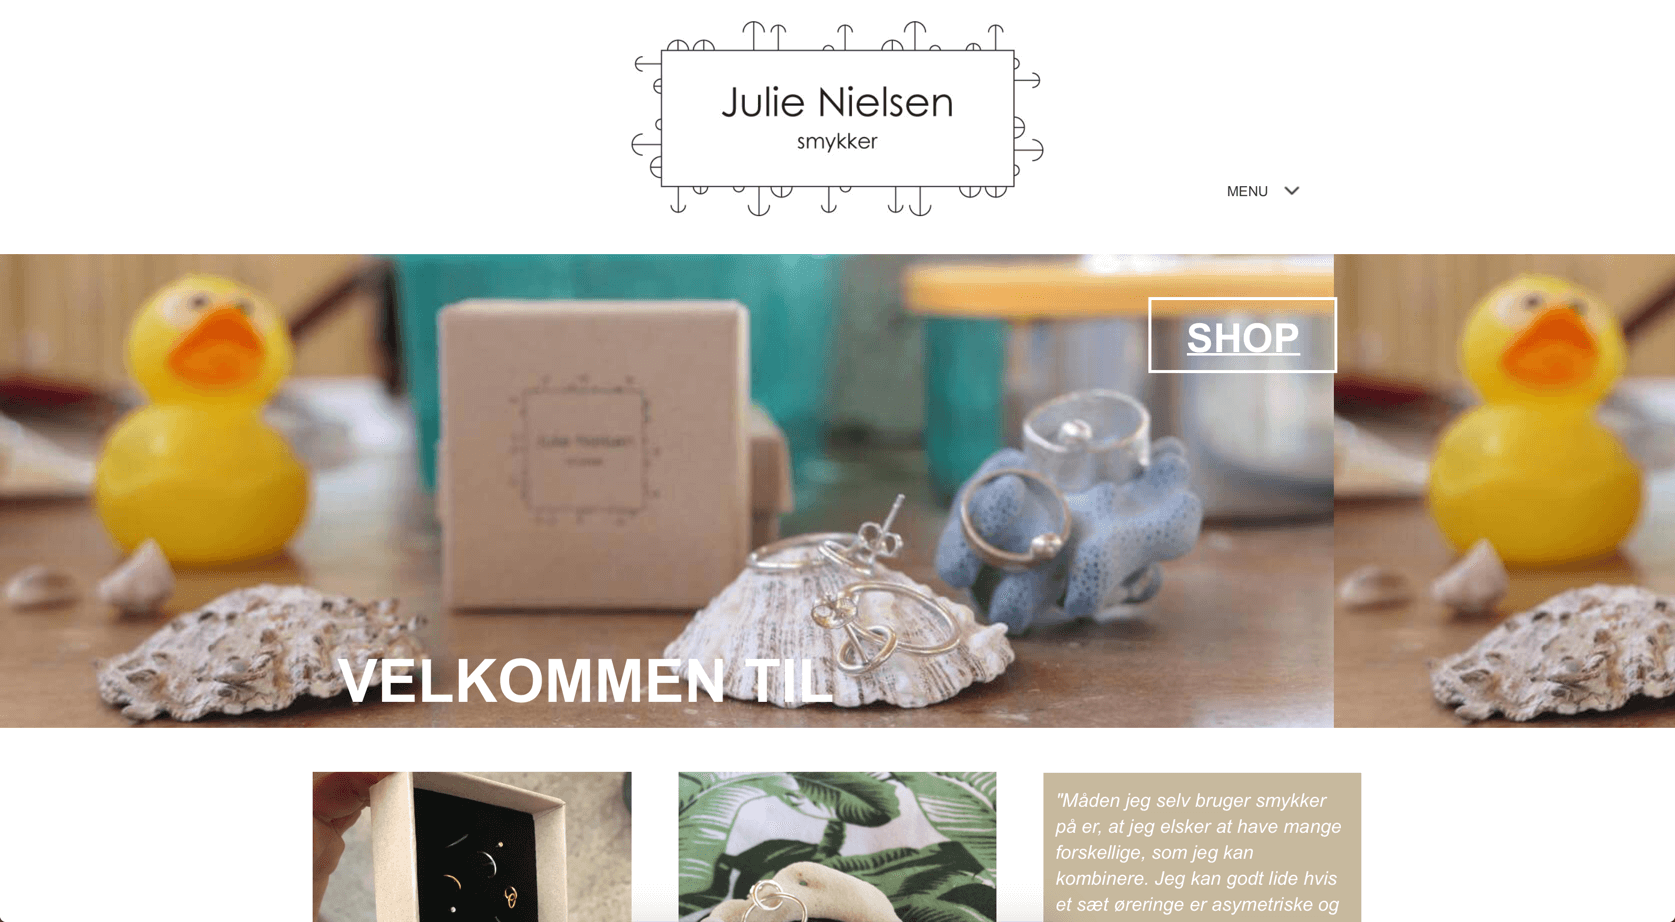 Julie Nielsen
smykker
MENU
SHOP
Julie Nielsen
VELKOMMEN TIL
"Måden jeg selv bruger smykker
på er, at jeg elsker at have mange
forskellige, som jeg kan
kombinere. Jeg kan godt lide hvis
et sæt øreringe er asymetriske og